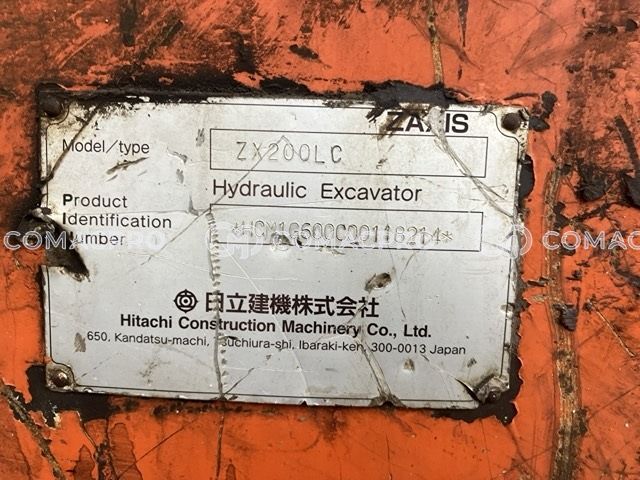 ZAXIS
Model/type ZX200LC
Hydraulic Excavator
Product
Identification
Number
日立建機株式会社
Hitachi Construction Machinery Co., Ltd.
650, Kandatsu-machi, Tsuchiura-shi, Ibaraki-ken, 300-0013 Japan